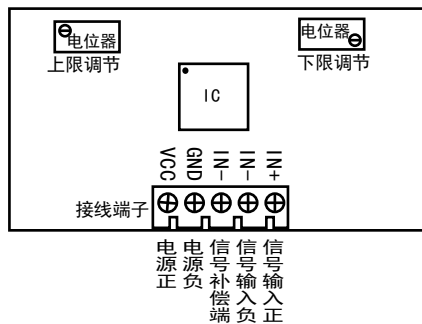 电位器
上限调节
电位器
下限调节
IC
VCC
GND
IN-
IN-
IN+
接线端子
电源正
电源负
信号补偿端
信号输入负
信号输入正